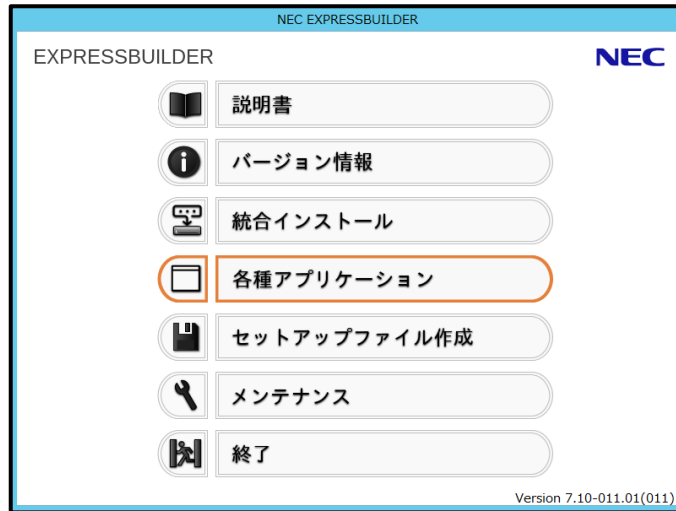 NEC EXPRESSBUILDER
EXPRESSBUILDER
NEC
説明書
バージョン情報
統合インストール
各種アプリケーション
セットアップファイル作成
メンテナンス
終了
Version 7.10-011.01(011)